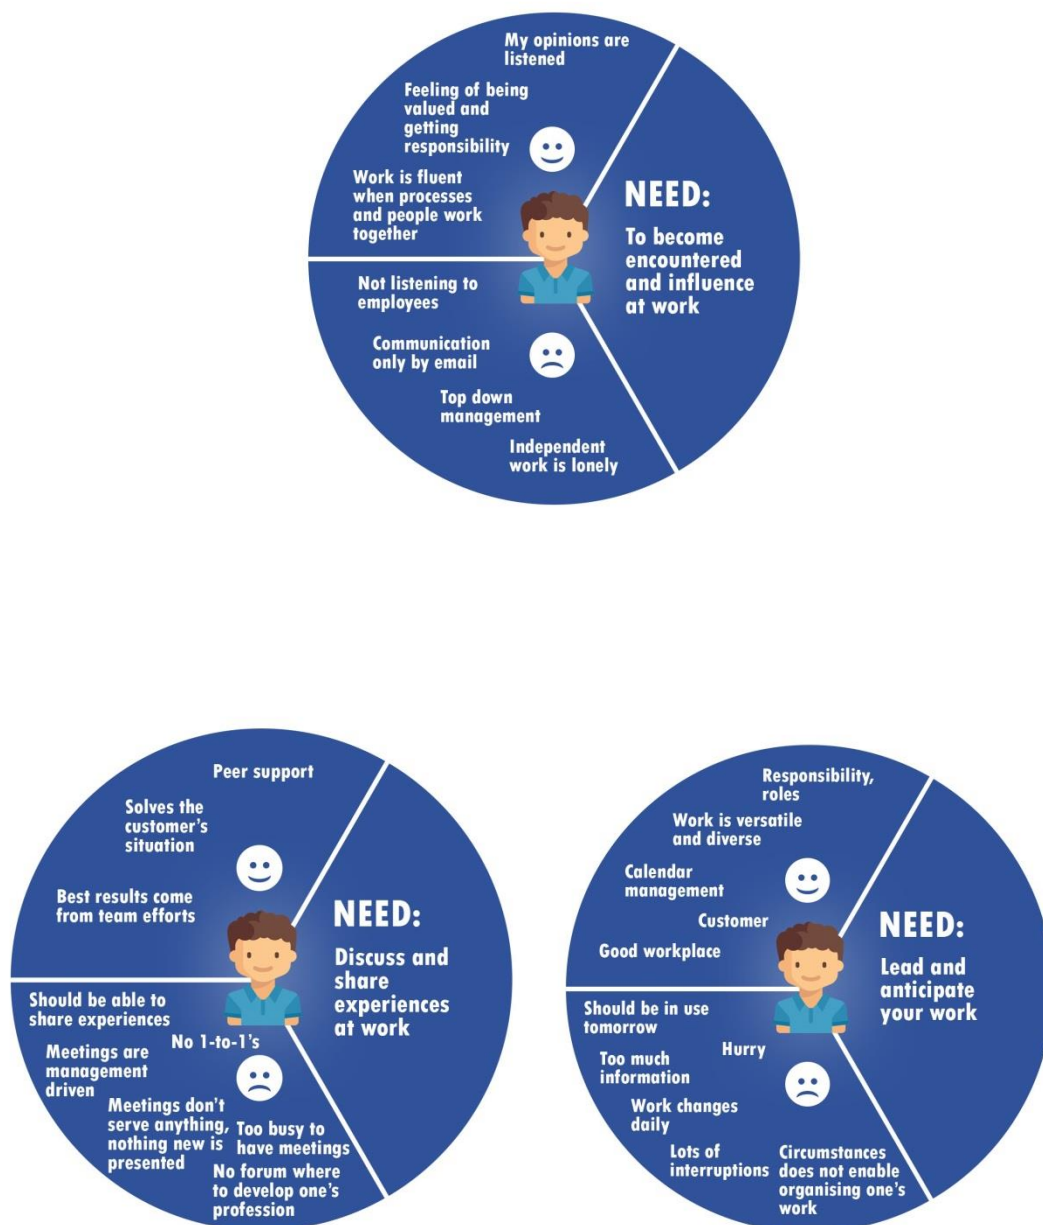 My opinions are
listened
Feeling of being
valued and
getting
responsibility
Work is fluent
when processes
and people work
together
NEED:
To become
encountered
and influence
at work
Not listening to
employees
Communication
only by email
Top down
management
Independent
work is lonely
Peer support
Solves the
customer's
situation
Best results come
from team efforts
NEED:
Discuss and
share
experiences
at work
Should be able to
share experiences
No 1-to-1's
Meetings are
management
driven
Meetings don't
serve anything,
nothing new is
presented
Too busy to
have meetings
No forum where
to develop one's
profession
Responsibility,
roles
Work is versatile
and diverse
Calendar
management
Customer
Good workplace
NEED:
Lead and
anticipate
your work
Should be in use
tomorrow
Hurry
Too much
information
Work changes
daily
Lots of
interruptions
Circumstances
does not enable
organising one's
work